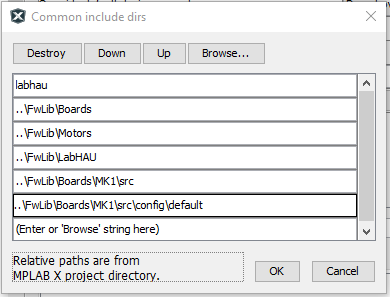 Common include dirs
Destroy Down Up Browse...
labhau
..\FwLib\Boards
..\FwLib\Motors
..\FwLib\LabHAU
..\FwLib\Boards\MK1\src
..\FwLib\Boards\MK1\src\config\default
(Enter or 'Browse' string here)
Relative paths are from
MPLAB X project directory.
OK Cancel